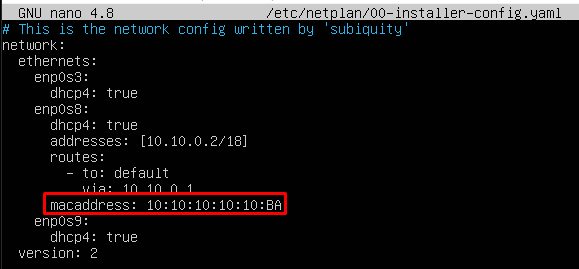 GNU nano 4.8 /etc/netplan/00-installer-config.yaml
# This is the network config written by 'subiquity'
network:
  ethernets:
    enp0s3:
      dhcp4: true
    enp0s8:
      dhcp4: true
      addresses: [10.10.0.2/18]
      routes:
        - to: default
          via: 10.10.0.1
      macaddress: 10:10:10:10:10:BA
    enp0s9:
      dhcp4: true
  version: 2